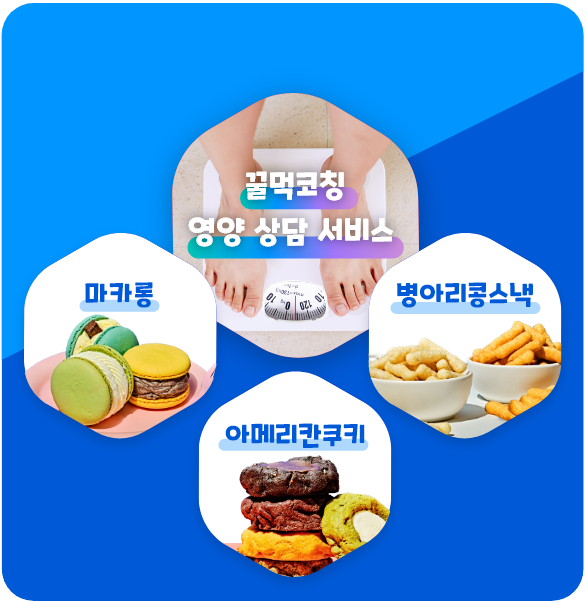 꿀먹코칭
영양 상담 서비스
마카롱
병아리콩스낵
아메리칸쿠키